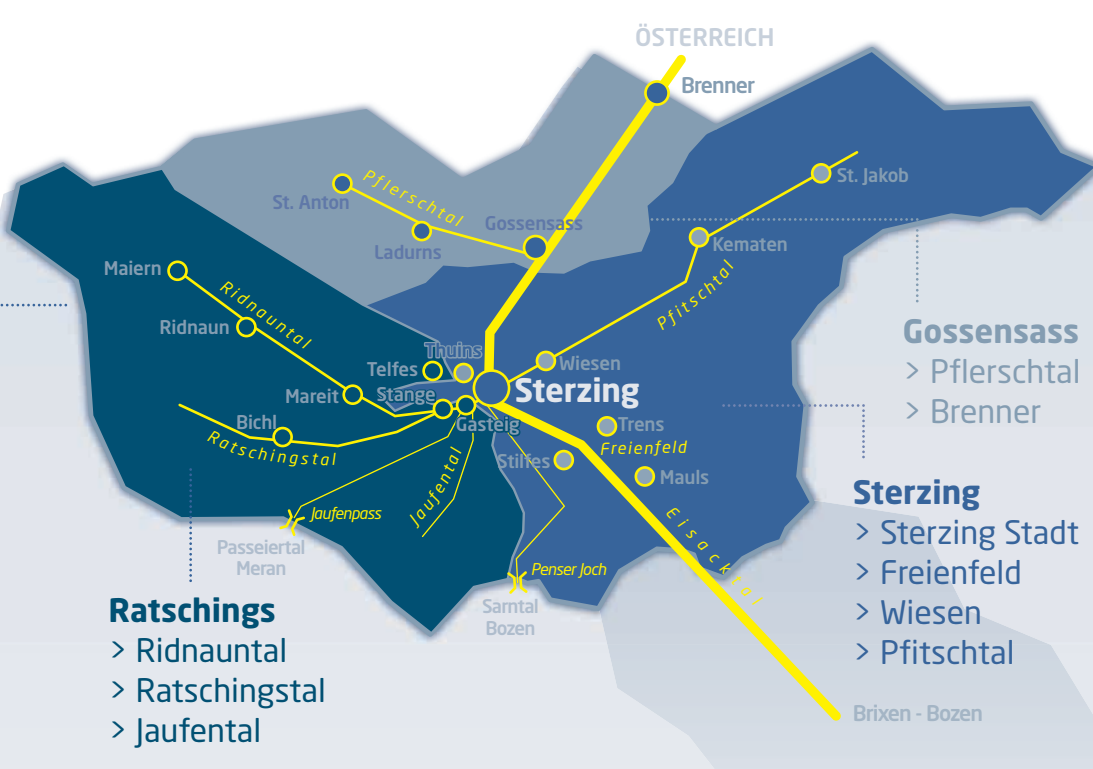 ÖSTERREICH
Brenner
St. Jakob
Pflerschtal
St. Anton
Gossensass
Ladurns
Kematen
Maiern
Ridnauntal
Pfitschtal
Ridnaun
Thuins
Wiesen
Telfes
Sterzing
Mareit
Stange
Gasteig
Bichl
Trens
Freienfeld
Ratschingstal
Stilfes
Mauls
Jaufental
Jaufenpass
Eisacktal
Passeiertal
Meran
Penser Joch
Sarntal
Bozen
Brixen - Bozen
Gossensass
> Pflerschtal
> Brenner
Sterzing
> Sterzing Stadt
> Freienfeld
> Wiesen
> Pfitschtal
Ratschings
> Ridnauntal
> Ratschingstal
> Jaufental